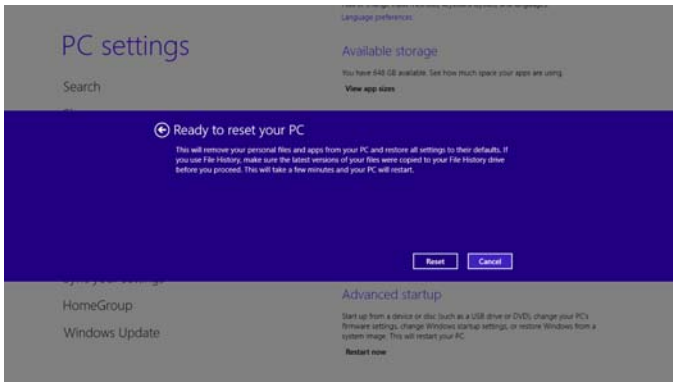 Language preferences
PC settings
Available storage
You have 648 GB available. See how much space your apps are using.
Search
View app sizes
Ready to reset your PC
This will remove your personal files and apps from your PC and restore all settings to their defaults. If
you use File History, make sure the latest versions of your files were copied to your File History drive
before you proceed. This will take a few minutes and your PC will restart.
Reset
Cancel
HomeGroup
Windows Update
Advanced startup
Start up from a device or disc (such as a USB drive or DVD), change your PC's
firmware settings, change Windows startup settings, or restore Windows from a
system image. This will restart your PC.
Restart now